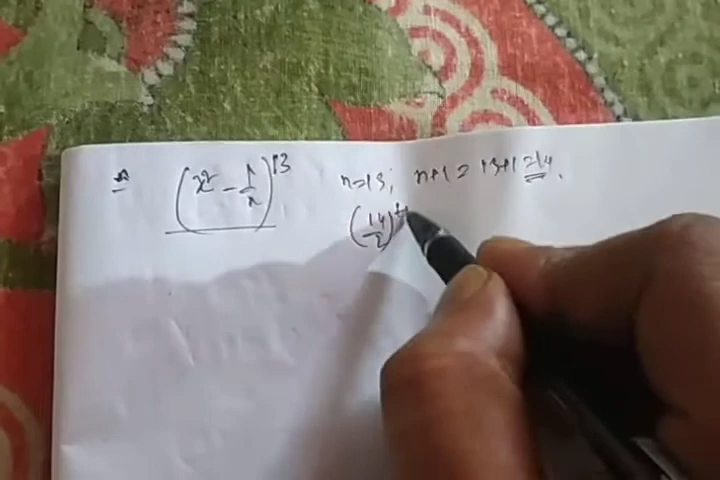 (x² - 1/x)^13 n=13; n+1 = 13+1 = 14.
(14/2)^t